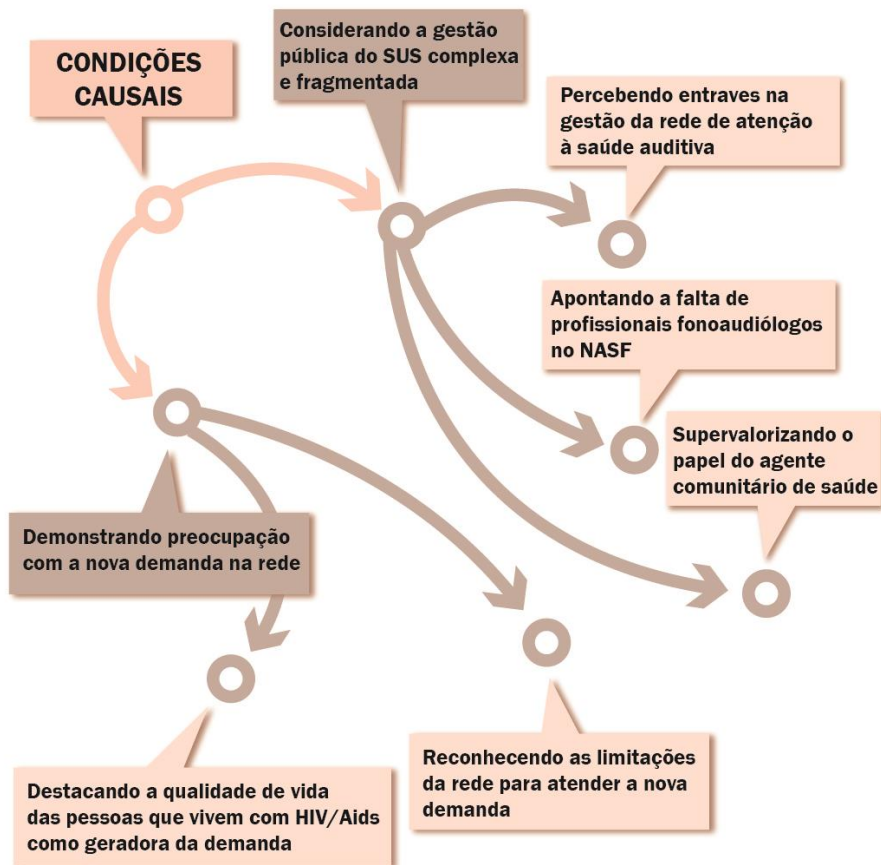 CONDIÇÕES
CAUSAIS
Considerando a gestão
pública do SUS complexa
e fragmentada
Percebendo entraves na
gestão da rede de atenção
à saúde auditiva
Apontando a falta de
profissionais fonoaudiólogos
no NASF
Supervalorizando o
papel do agente
comunitário de saúde
Demonstrando preocupação
com a nova demanda na rede
Reconhecendo as limitações
da rede para atender a nova
demanda
Destacando a qualidade de vida
das pessoas que vivem com HIV/Aids
como geradora da demanda